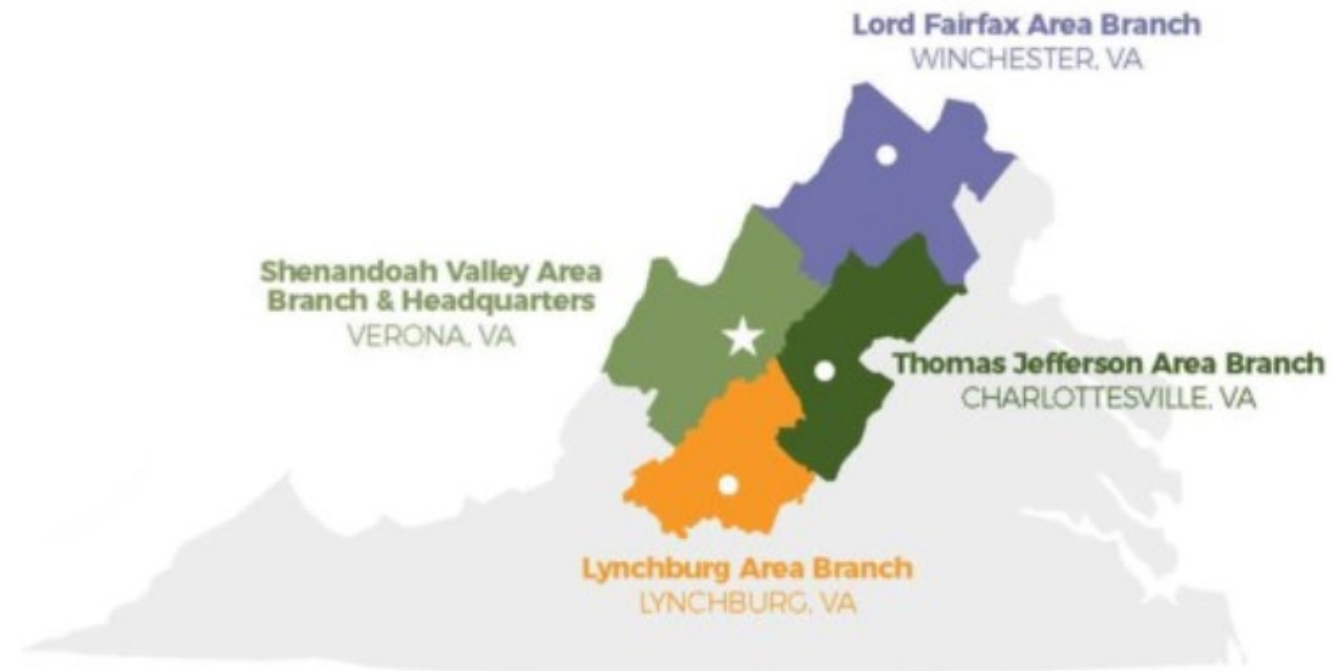 Lord Fairfax Area Branch
WINCHESTER, VA
Shenandoah Valley Area
Branch & Headquarters
VERONA, VA
Thomas Jefferson Area Branch
CHARLOTTESVILLE, VA
Lynchburg Area Branch
LYNCHBURG, VA